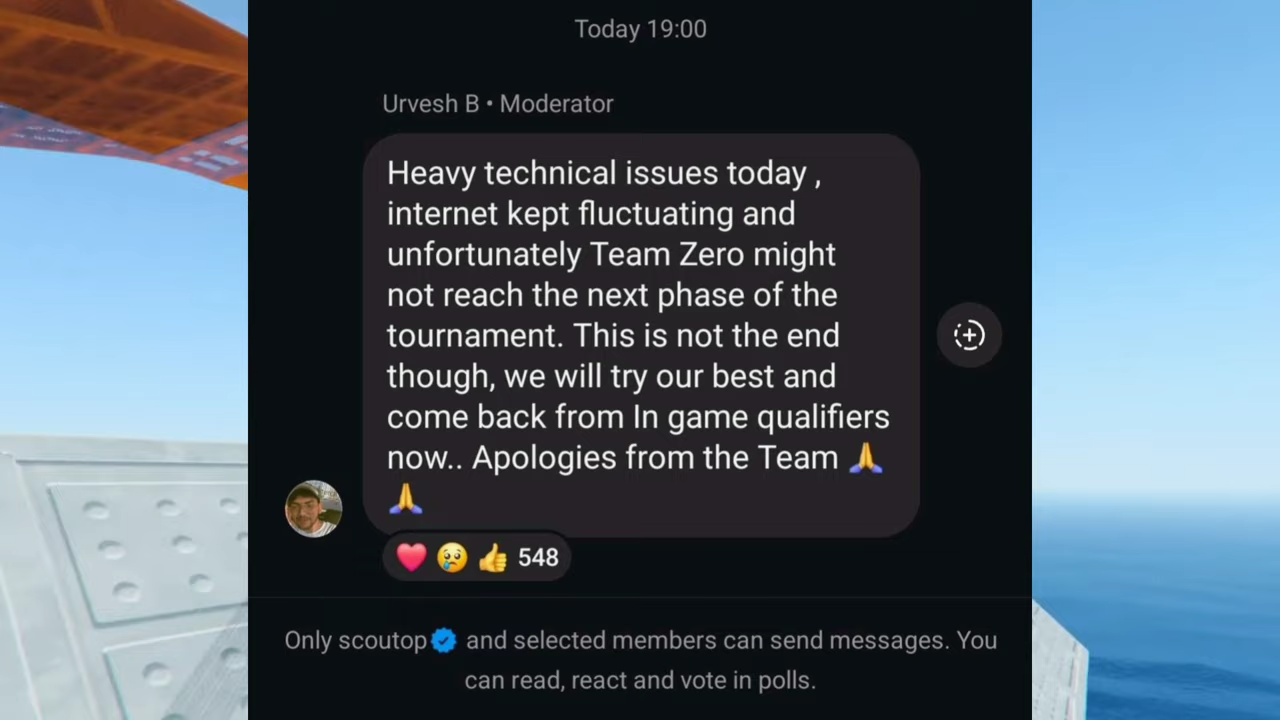 Today 19:00
Urvesh B • Moderator
Heavy technical issues today ,
internet kept fluctuating and
unfortunately Team Zero might
not reach the next phase of the
tournament. This is not the end
though, we will try our best and
come back from In game qualifiers
now.. Apologies from the Team 🙏
🙏
❤️ 😢 👍 548
Only scoutop and selected members can send messages. You
can read, react and vote in polls.